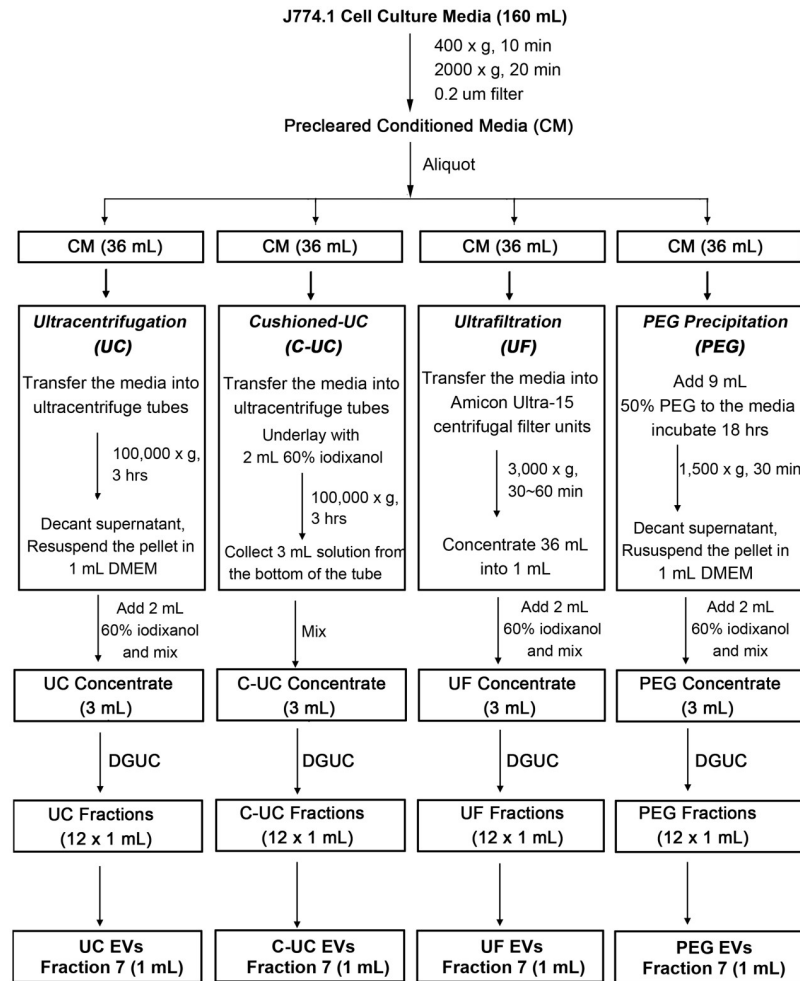 J774.1 Cell Culture Media (160 mL)
400 x g, 10 min
2000 x g, 20 min
0.2 um filter
Precleared Conditioned Media (CM)
Aliquot
CM (36 mL)
CM (36 mL)
CM (36 mL)
CM (36 mL)
Ultracentrifugation
(UC)
Transfer the media into
ultracentrifuge tubes
100,000 x g,
3 hrs
Decant supernatant,
Resuspend the pellet in
1 mL DMEM
Cushioned-UC
(C-UC)
Transfer the media into
ultracentrifuge tubes
Underlay with
2 mL 60% iodixanol
100,000 x g,
3 hrs
Collect 3 mL solution from
the bottom of the tube
Ultrafiltration
(UF)
Transfer the media into
Amicon Ultra-15
centrifugal filter units
3,000 x g,
30~60 min
Concentrate 36 mL
into 1 mL
PEG Precipitation
(PEG)
Add 9 mL
50% PEG to the media
incubate 18 hrs
1,500 x g, 30 min
Decant supernatant,
Rususpend the pellet in
1 mL DMEM
Add 2 mL
60% iodixanol
and mix
Mix
Add 2 mL
60% iodixanol
and mix
Add 2 mL
60% iodixanol
and mix
UC Concentrate
(3 mL)
C-UC Concentrate
(3 mL)
UF Concentrate
(3 mL)
PEG Concentrate
(3 mL)
DGUC
DGUC
DGUC
DGUC
UC Fractions
(12 x 1 mL)
C-UC Fractions
(12 x 1 mL)
UF Fractions
(12 x 1 mL)
PEG Fractions
(12 x 1 mL)
UC EVs
Fraction 7 (1 mL)
C-UC EVs
Fraction 7 (1 mL)
UF EVs
Fraction 7 (1 mL)
PEG EVs
Fraction 7 (1 mL)